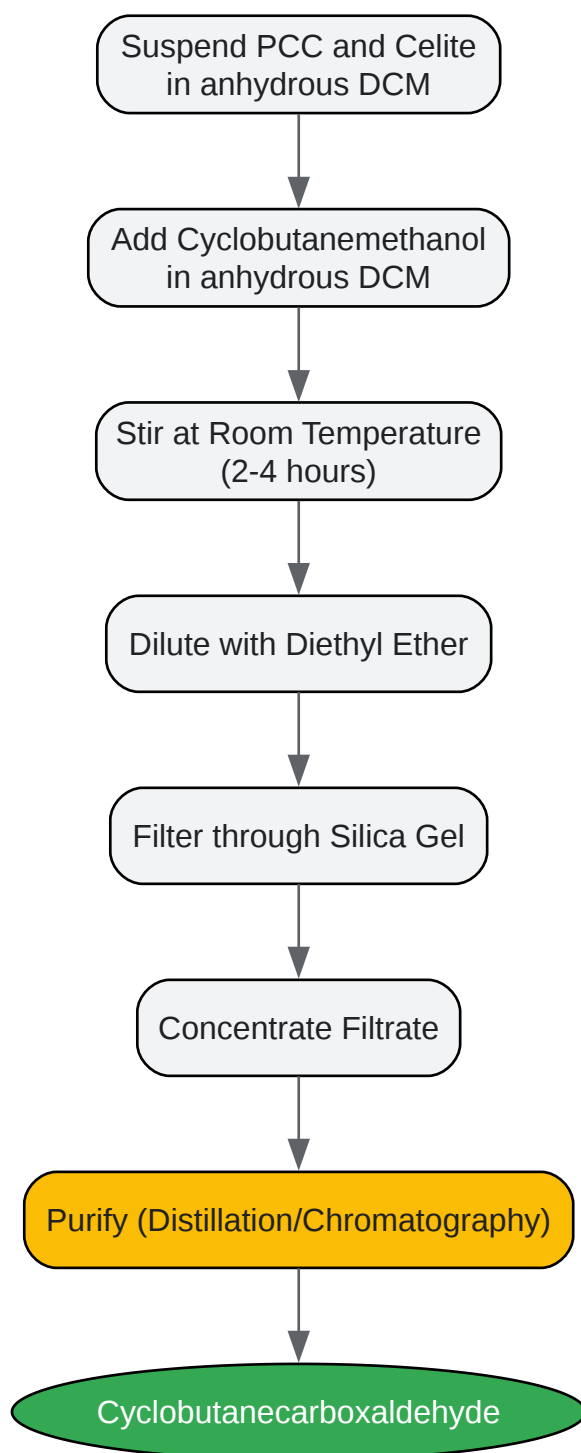 Suspend PCC and Celite
in anhydrous DCM
Add Cyclobutanemethanol
in anhydrous DCM
Stir at Room Temperature
(2-4 hours)
Dilute with Diethyl Ether
Filter through Silica Gel
Concentrate Filtrate
Purify (Distillation/Chromatography)
Cyclobutanecarboxaldehyde